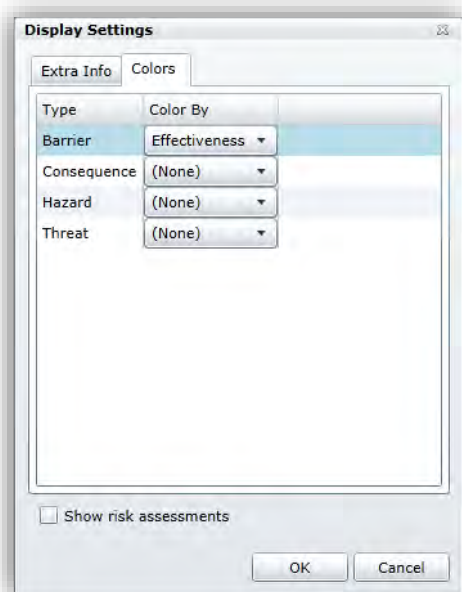 Display Settings
Extra Info Colors
Type Color By
Barrier Effectiveness
Consequence (None)
Hazard (None)
Threat (None)
Show risk assessments
OK Cancel